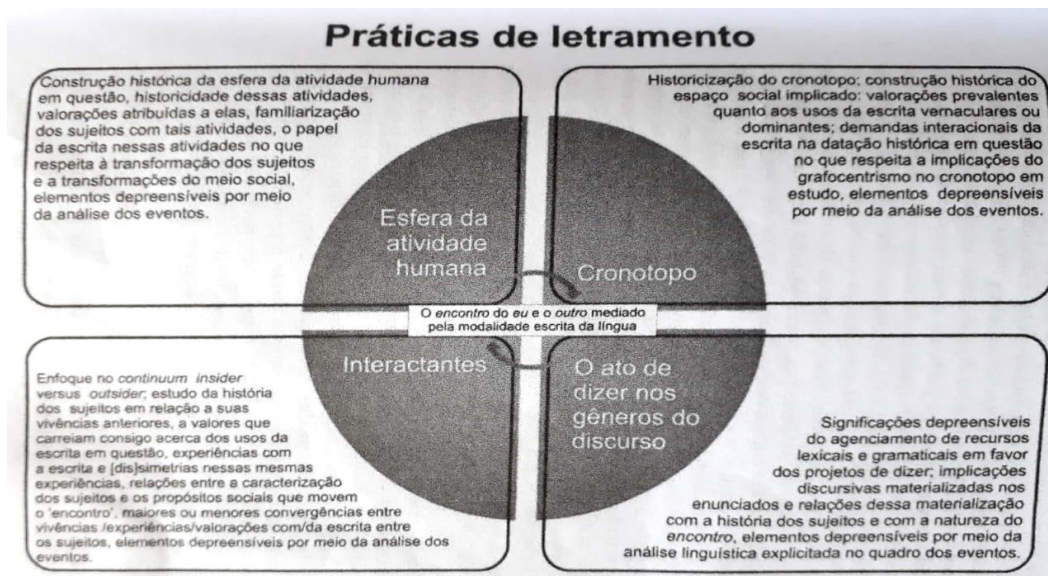 Práticas de letramento
Construção histórica da esfera da atividade humana
em questão, historicidade dessas atividades,
valorações atribuídas a elas, familiarização
dos sujeitos com tais atividades, o papel
da escrita nessas atividades no que
respeita à transformação dos sujeitos
e a transformações do meio social,
elementos depreensíveis por meio
da análise dos eventos.
Esfera da
atividade
humana
Historicização do cronotopo; construção histórica do
espaço social implicado: valorações prevalentes
quanto aos usos da escrita vernaculares ou
dominantes; demandas interacionais da
escrita na datação histórica em questão
no que respeita a implicações do
grafocentrismo no cronotopo em
estudo, elementos depreensíveis
por meio da análise dos eventos.
Cronotopo
O encontro do eu e o outro mediado
pela modalidade escrita da língua
Interactantes
Enfoque no continuum insider
versus outsider; estudo da história
dos sujeitos em relação a suas
vivências anteriores, a valores que
carreiam consigo acerca dos usos da
escrita em questão, experiências com
a escrita e [dis]simetrias nessas mesmas
experiências, relações entre a caracterização
dos sujeitos e os propósitos sociais que movem
o 'encontro', maiores ou menores convergências entre
vivências /experiências/valorações com/da escrita entre
os sujeitos, elementos depreensíveis por meio da análise dos
eventos.
O ato de
dizer nos
gêneros do
discurso
Significações depreensíveis
do agenciamento de recursos
lexicais e gramaticais em favor
dos projetos de dizer; implicações
discursivas materializadas nos
enunciados e relações dessa materialização
com a história dos sujeitos e com a natureza do
encontro, elementos depreensíveis por meio da
análise linguística explicitada no quadro dos eventos.